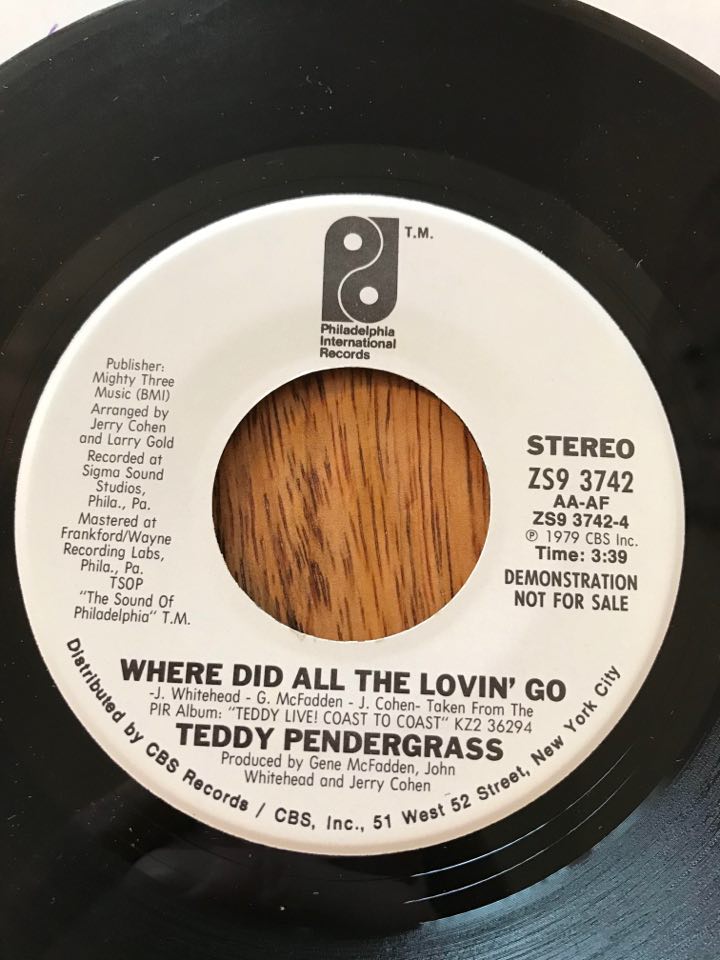 T.M.
Philadelphia
International
Records
Publisher:
Mighty Three
Music (BMI)
Arranged by
Jerry Cohen
and Larry Gold
Recorded at
Sigma Sound
Studios,
Phila., Pa.
Mastered at
Frankford/Wayne
Recording Labs,
Phila., Pa.
TSOP
"The Sound Of
Philadelphia" T.M.
STEREO
ZS9 3742
AA-AF
ZS9 3742-4
℗ 1979 CBS Inc.
Time: 3:39
DEMONSTRATION
NOT FOR SALE
WHERE DID ALL THE LOVIN' GO
-J. Whitehead - G. McFadden - J. Cohen- Taken From The
PIR Album: "TEDDY LIVE! COAST TO COAST" KZ2 36294
TEDDY PENDERGRASS
Produced by Gene McFadden, John
Whitehead and Jerry Cohen
Distributed by CBS Records / CBS, Inc., 51 West 52 Street, New York City